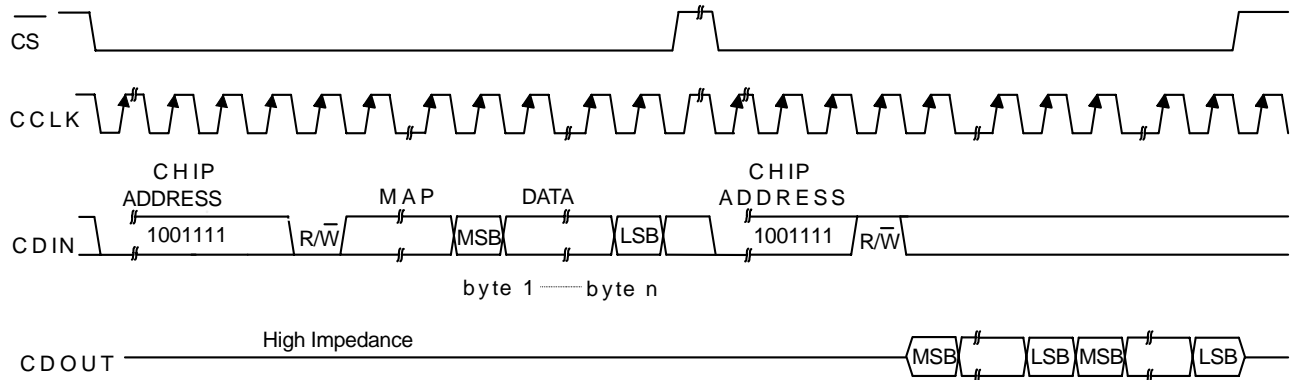 CS
CCLK
CHIP
ADDRESS
MAP
DATA
CHIP
ADDRESS
CDIN
1001111
R/W
MSB
LSB
1001111
R/W
byte 1
byte n
High Impedance
CDOUT
MSB
LSB
MSB
LSB